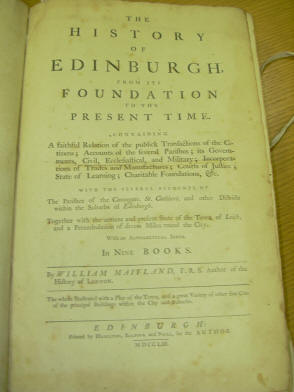 THE
HISTORY
OF
EDINBURGH,
FROM ITS
FOUNDATION
TO THE
PRESENT TIME.
CONTAINING
A faithful Relation of the publick Transactions of the Ci-
tizens; Accounts of the several Parishes; its Govern-
ments, Civil, Ecclesiastical, and Military; Incorpora-
tions of Trades and Manufactures; Courts of Justice;
State of Learning; Charitable Foundations, &c.
WITH THE SEVERAL ACCOUNTS OF
The Parishes of the Canongate, St. Cuthbert, and other Districts
within the Suburbs of Edinburgh.
Together with the antient and present State of the Town of Leith,
and a Perambulation of divers Miles round the City.
With an ALPHABETICAL INDEX.
IN NINE BOOKS.
By WILLIAM MAITLAND, F.R.S. Author of the
History of LONDON.
The whole Illustrated with a Plan of the Town, and a great Variety of other fine Cuts
of the principal Buildings within the City and Suburbs.
EDINBURGH:
Printed by HAMILTON, BALFOUR and NEILL, for the AUTHOR.
MDCCLIII.